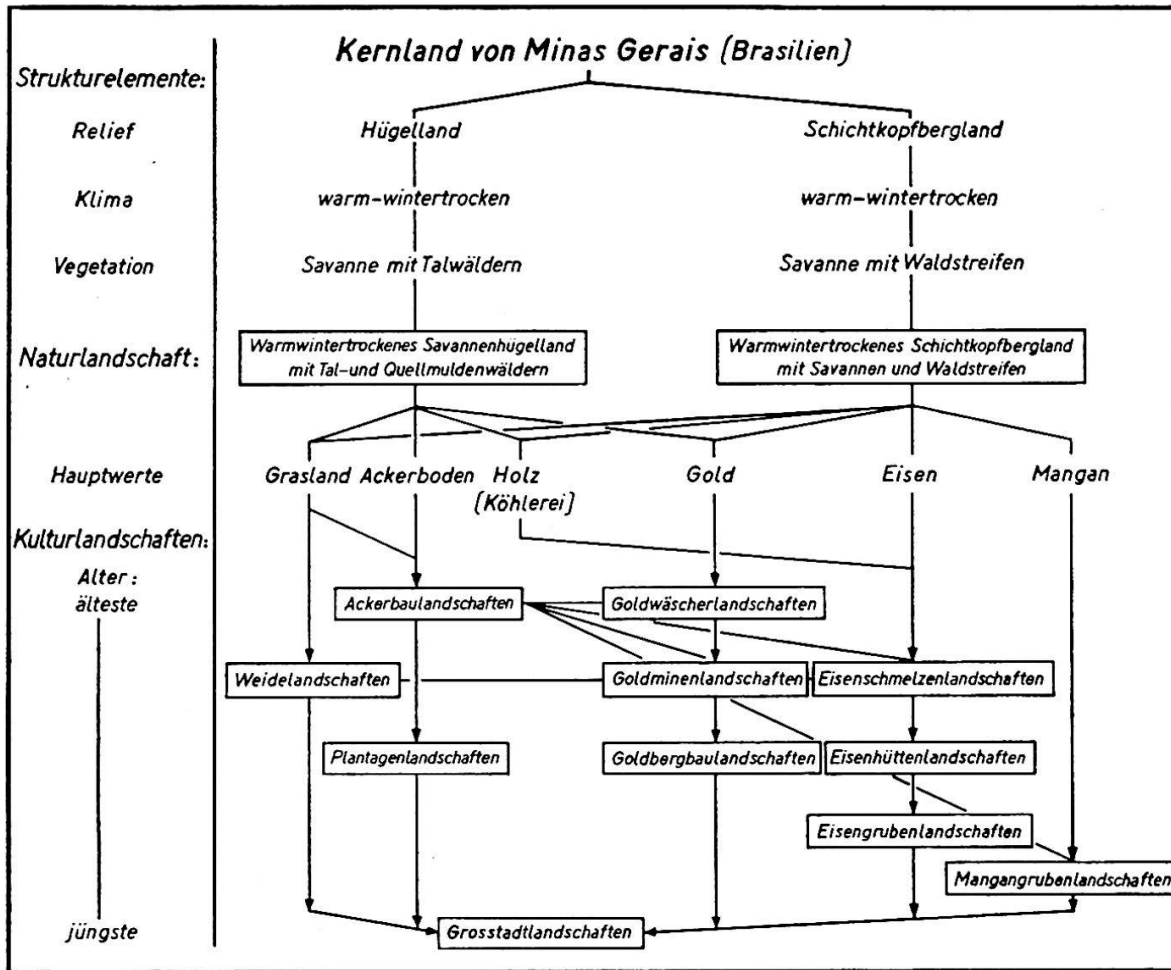 Kernland von Minas Gerais (Brasilien)
Strukturelemente:
Relief Hügelland Schichtkopfbergland
Klima warm-wintertrocken warm-wintertrocken
Vegetation Savanne mit Talwäldern Savanne mit Waldstreifen
Naturlandschaft:
Warmwintertrockenes Savannenhügelland
mit Tal- und Quellmuldenwäldern
Warmwintertrockenes Schichtkopfbergland
mit Savannen und Waldstreifen
Hauptwerte Grasland Ackerboden Holz Gold Eisen Mangan
(Köhlerei)
Kulturlandschaften:
Alter:
älteste Ackerbaulandschaften Goldwäscherlandschaften
Weidelandschaften Goldminenlandschaften Eisenschmelzenlandschaften
Plantagenlandschaften Goldbergbaulandschaften Eisenhüttenlandschaften
Eisengrubenlandschaften
Mangangrubenlandschaften
jüngste Grosstadtlandschaften